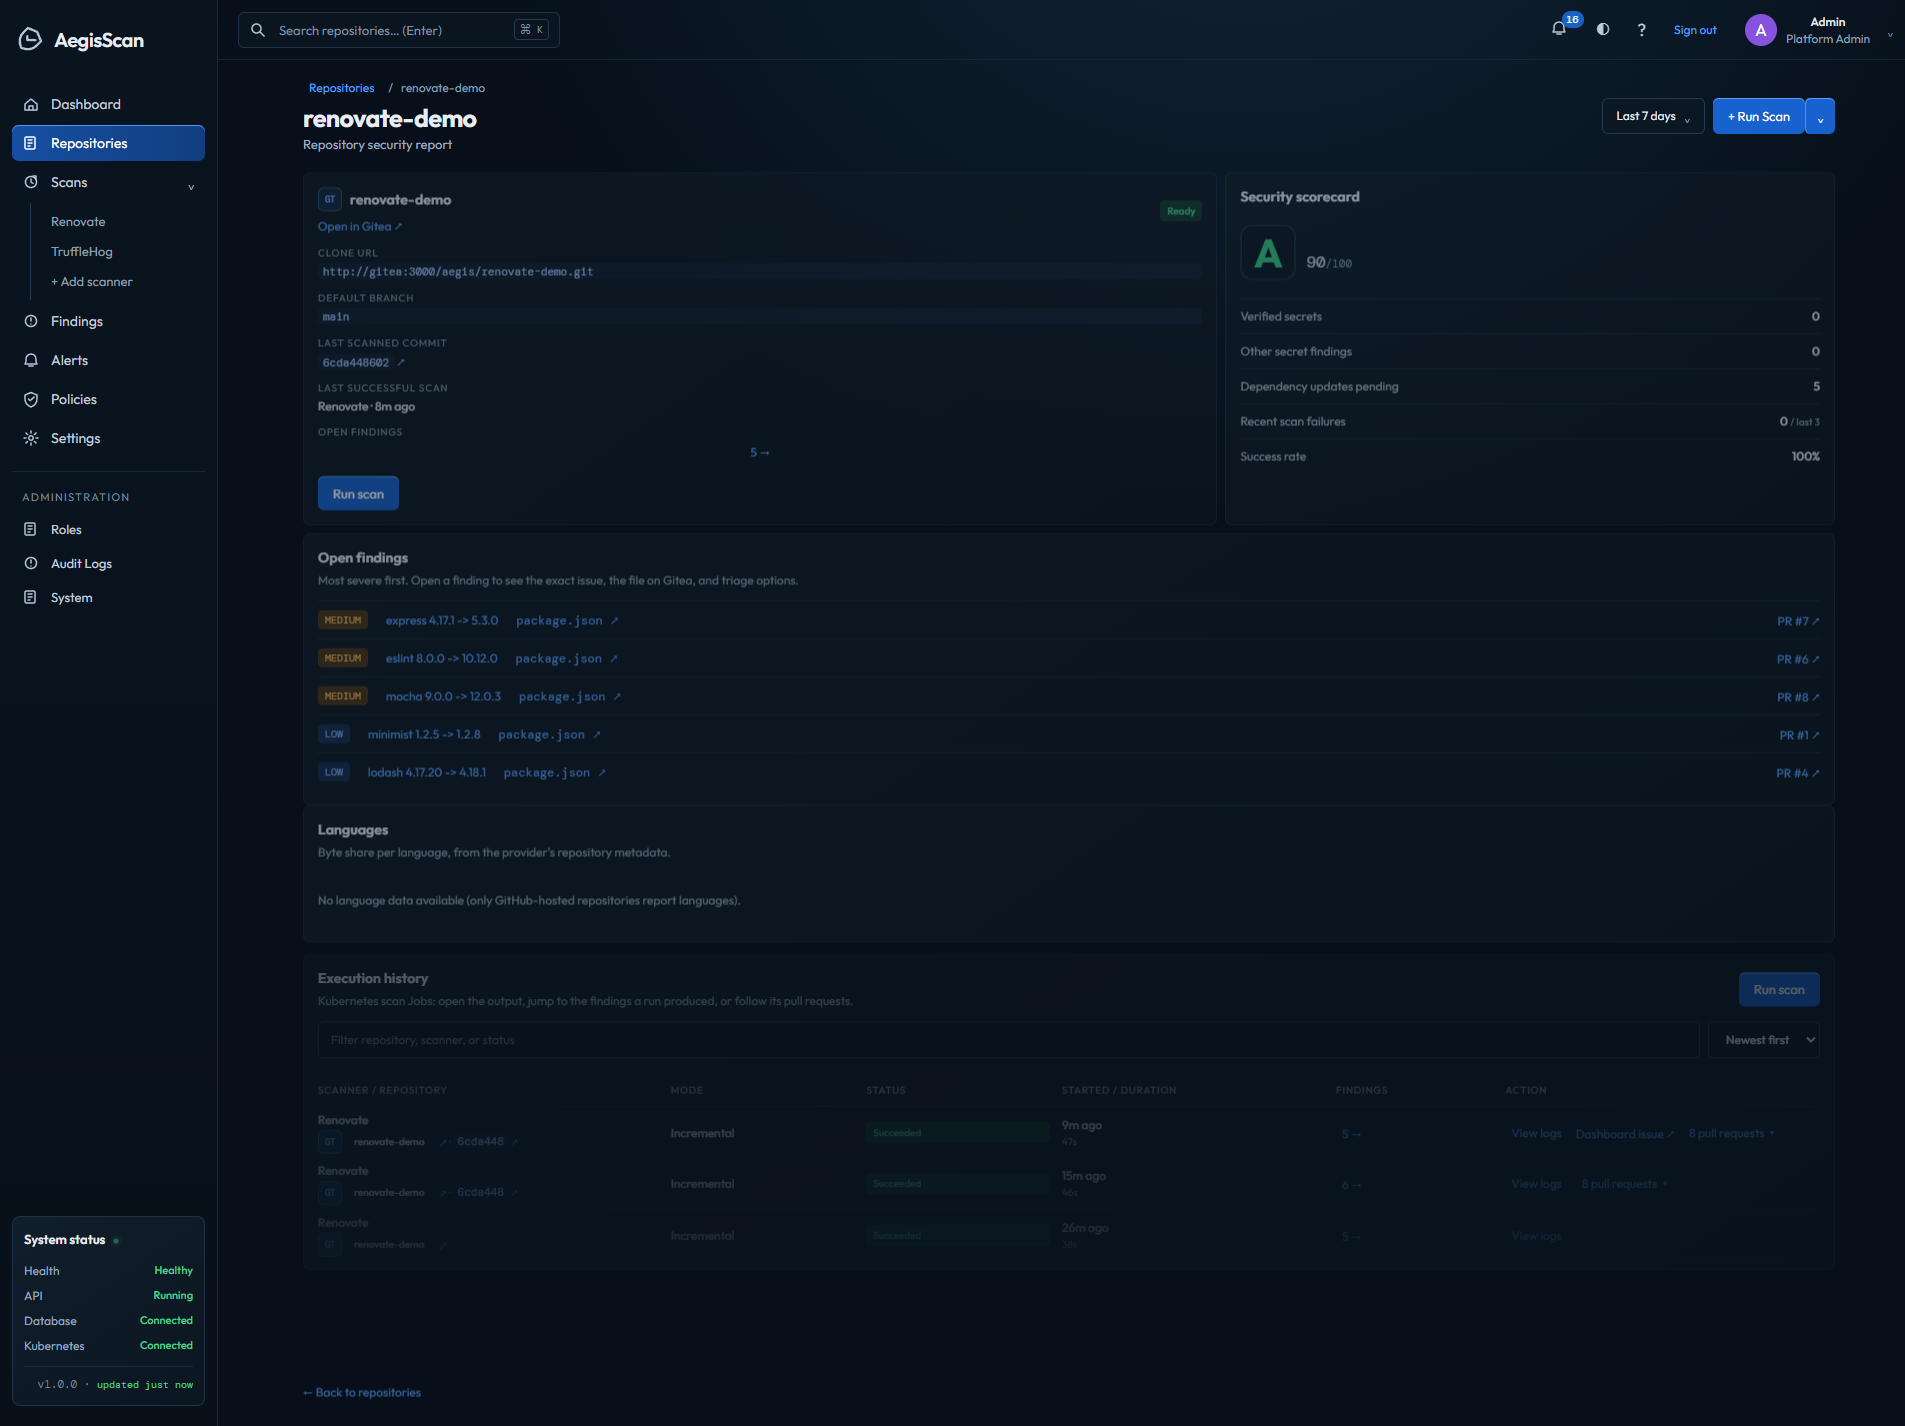 AegisScan
Search repositories... (Enter)
⌘ K
16
?
Sign out
A
Admin
Platform Admin
Dashboard
Repositories
Scans
Renovate
TruffleHog
+ Add scanner
Findings
Alerts
Policies
Settings
ADMINISTRATION
Roles
Audit Logs
System
System status
Health Healthy
API Running
Database Connected
Kubernetes Connected
v1.0.0 · updated just now
Repositories / renovate-demo
renovate-demo
Repository security report
Last 7 days
+ Run Scan
GT renovate-demo
Ready
Open in Gitea ↗
CLONE URL
http://gitea:3000/aegis/renovate-demo.git
DEFAULT BRANCH
main
LAST SCANNED COMMIT
6cda448602 ↗
LAST SUCCESSFUL SCAN
Renovate · 8m ago
OPEN FINDINGS
5 →
Run scan
Security scorecard
A 90/100
Verified secrets 0
Other secret findings 0
Dependency updates pending 5
Recent scan failures 0 / last 3
Success rate 100%
Open findings
Most severe first. Open a finding to see the exact issue, the file on Gitea, and triage options.
MEDIUM express 4.17.1 -> 5.3.0 package.json ↗ PR #7 ↗
MEDIUM eslint 8.0.0 -> 10.12.0 package.json ↗ PR #6 ↗
MEDIUM mocha 9.0.0 -> 12.0.3 package.json ↗ PR #8 ↗
LOW minimist 1.2.5 -> 1.2.8 package.json ↗ PR #1 ↗
LOW lodash 4.17.20 -> 4.18.1 package.json ↗ PR #4 ↗
Languages
Byte share per language, from the provider's repository metadata.
No language data available (only GitHub-hosted repositories report languages).
Execution history
Kubernetes scan Jobs: open the output, jump to the findings a run produced, or follow its pull requests.
Run scan
Filter repository, scanner, or status
Newest first
SCANNER / REPOSITORY MODE STATUS STARTED / DURATION FINDINGS ACTION
Renovate
GT renovate-demo ↗ · 6cda448 ↗ Incremental Succeeded 9m ago 47s 5 → View logs Dashboard issue ↗ 8 pull requests
Renovate
GT renovate-demo ↗ · 6cda448 ↗ Incremental Succeeded 15m ago 46s 6 → View logs 8 pull requests
Renovate
GT renovate-demo ↗ Incremental Succeeded 26m ago 38s 5 → View logs
← Back to repositories